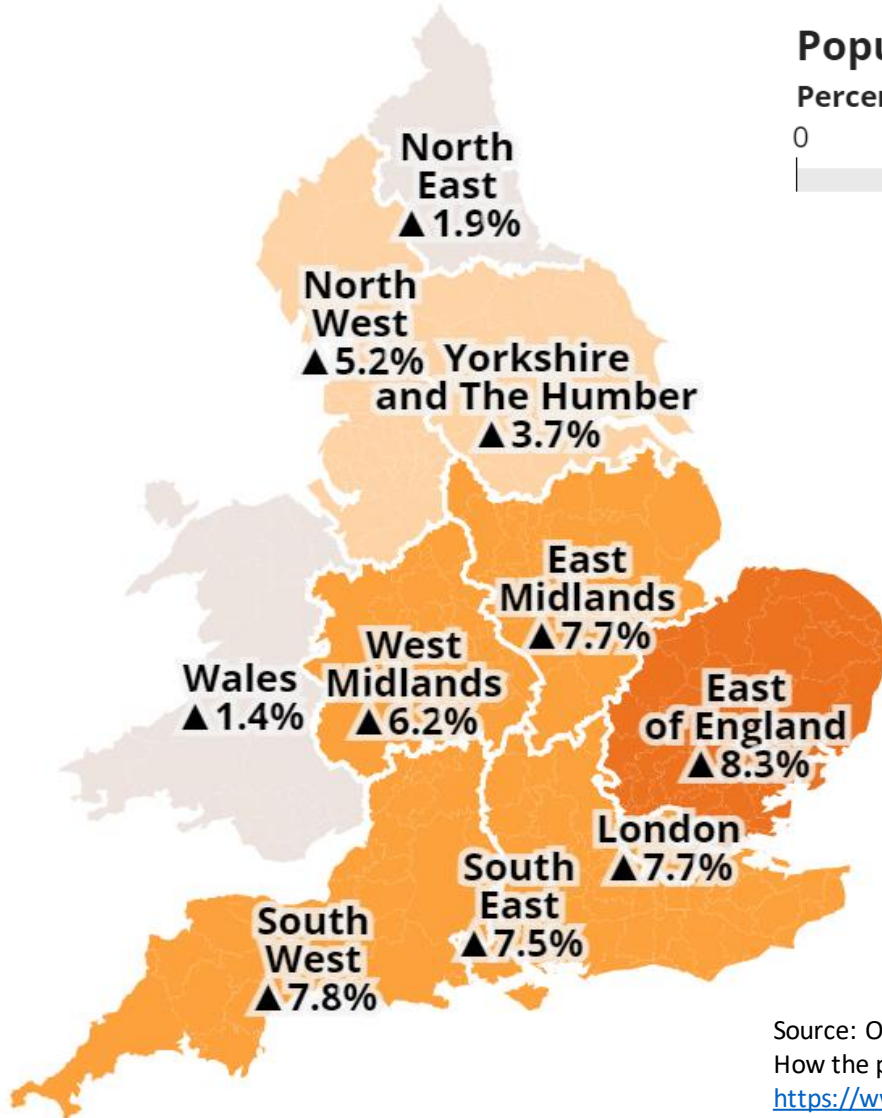 Percen
0
North
East
▲1.9%
North
West
▲5.2%
Yorkshire
and The Humber
▲3.7%
East
Midlands
▲7.7%
West
Midlands
▲6.2%
Wales
▲1.4%
East
of England
▲8.3%
London
▲7.7%
South
East
▲7.5%
South
West
▲7.8%
Source: O
How the p
https://w